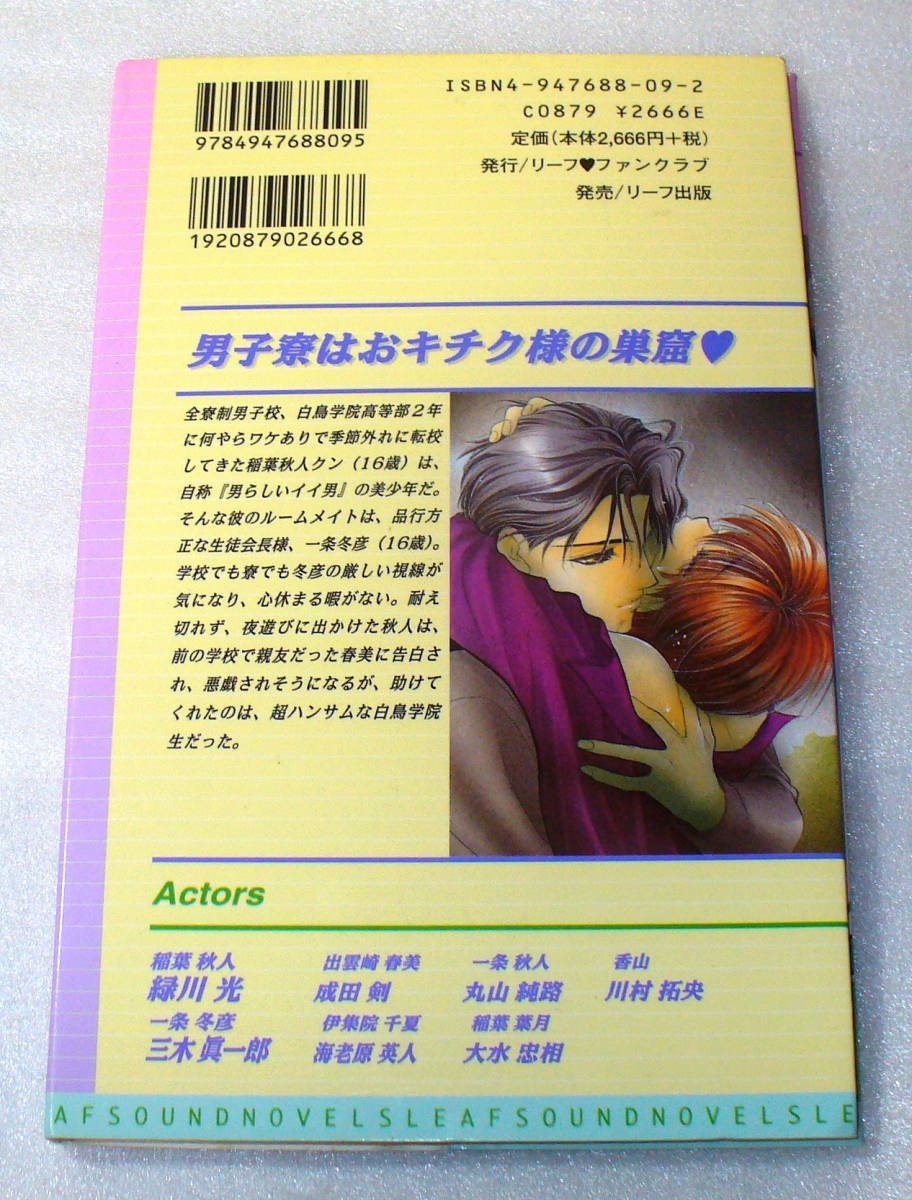 ISBN4-947688-09-2
C0879 ¥2666E
定価(本体2,666円+税)
発行/リーフ♥ファンクラブ
発売/リーフ出版
9784947688095
1920879026668
男子寮はおキチク様の巣窟♥
全寮制男子校、白鳥学院高等部2年
に何やらワケありで季節外れに転校
してきた稲葉秋人クン(16歳)は、
自称『男らしいイイ男』の美少年だ。
そんな彼のルームメイトは、品行方
正な生徒会長様、一条冬彦(16歳)。
学校でも寮でも冬彦の厳しい視線が
気になり、心休まる暇がない。耐え
切れず、夜遊びに出かけた秋人は、
前の学校で親友だった春美に告白さ
れ、悪戯されそうになるが、助けて
くれたのは、超ハンサムな白鳥学院
生だった。
Actors
稲葉 秋人 出雲崎 春美 一条 秋人 香山
緑川 光 成田 剣 丸山 純路 川村 拓央
一条 冬彦 伊集院 千夏 稲葉 葉月
三木 眞一郎 海老原 英人 大水 忠相
AFSOUNDNOVELSLEAFSOUNDNOVELSLE